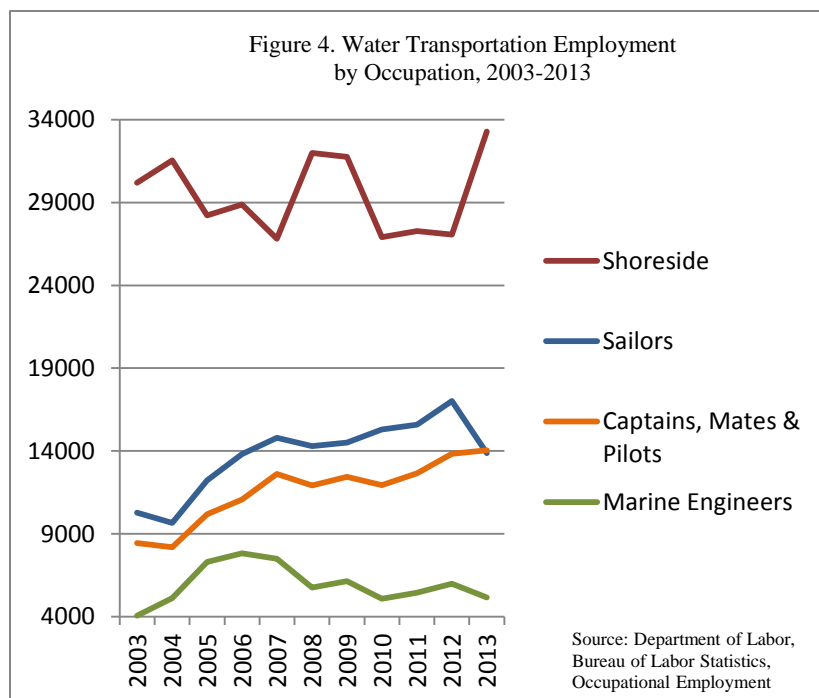 Figure 4. Water Transportation Employment
by Occupation, 2003-2013
34000
29000
24000
19000
14000
9000
4000
2003
2004
2005
2006
2007
2008
2009
2010
2011
2012
2013
Shoreside
Sailors
Captains, Mates &
Pilots
Marine Engineers
Source: Department of Labor,
Bureau of Labor Statistics,
Occupational Employment